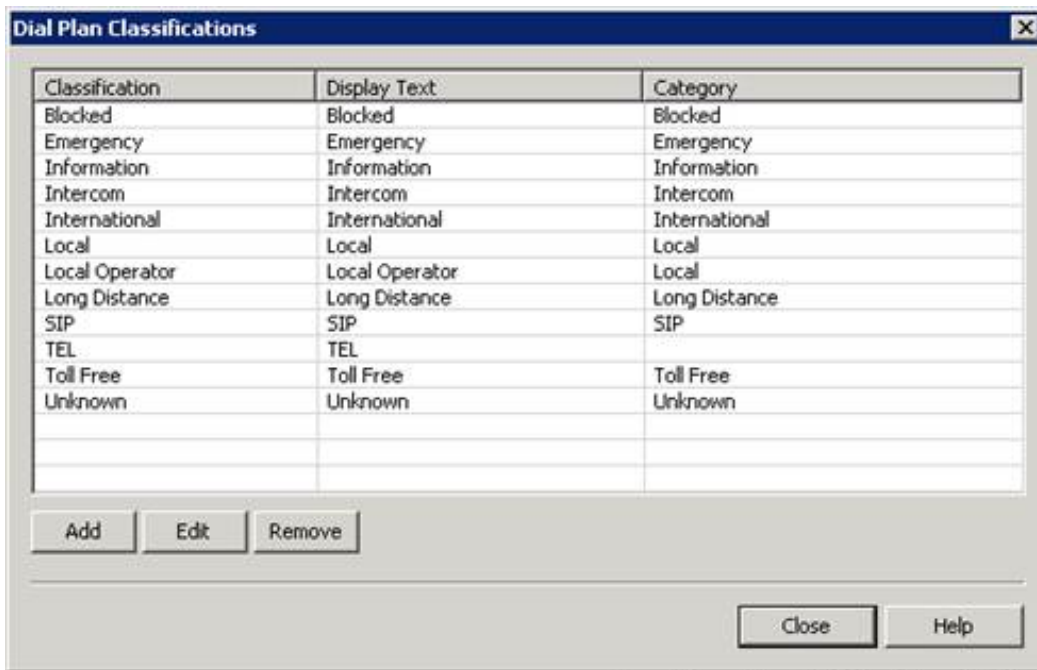 Dial Plan Classifications
Classification Display Text Category
Blocked Blocked Blocked
Emergency Emergency Emergency
Information Information Information
Intercom Intercom Intercom
International International International
Local Local Local
Local Operator Local Operator Local
Long Distance Long Distance Long Distance
SIP SIP SIP
TEL TEL
Toll Free Toll Free Toll Free
Unknown Unknown Unknown
Add Edit Remove
Close Help